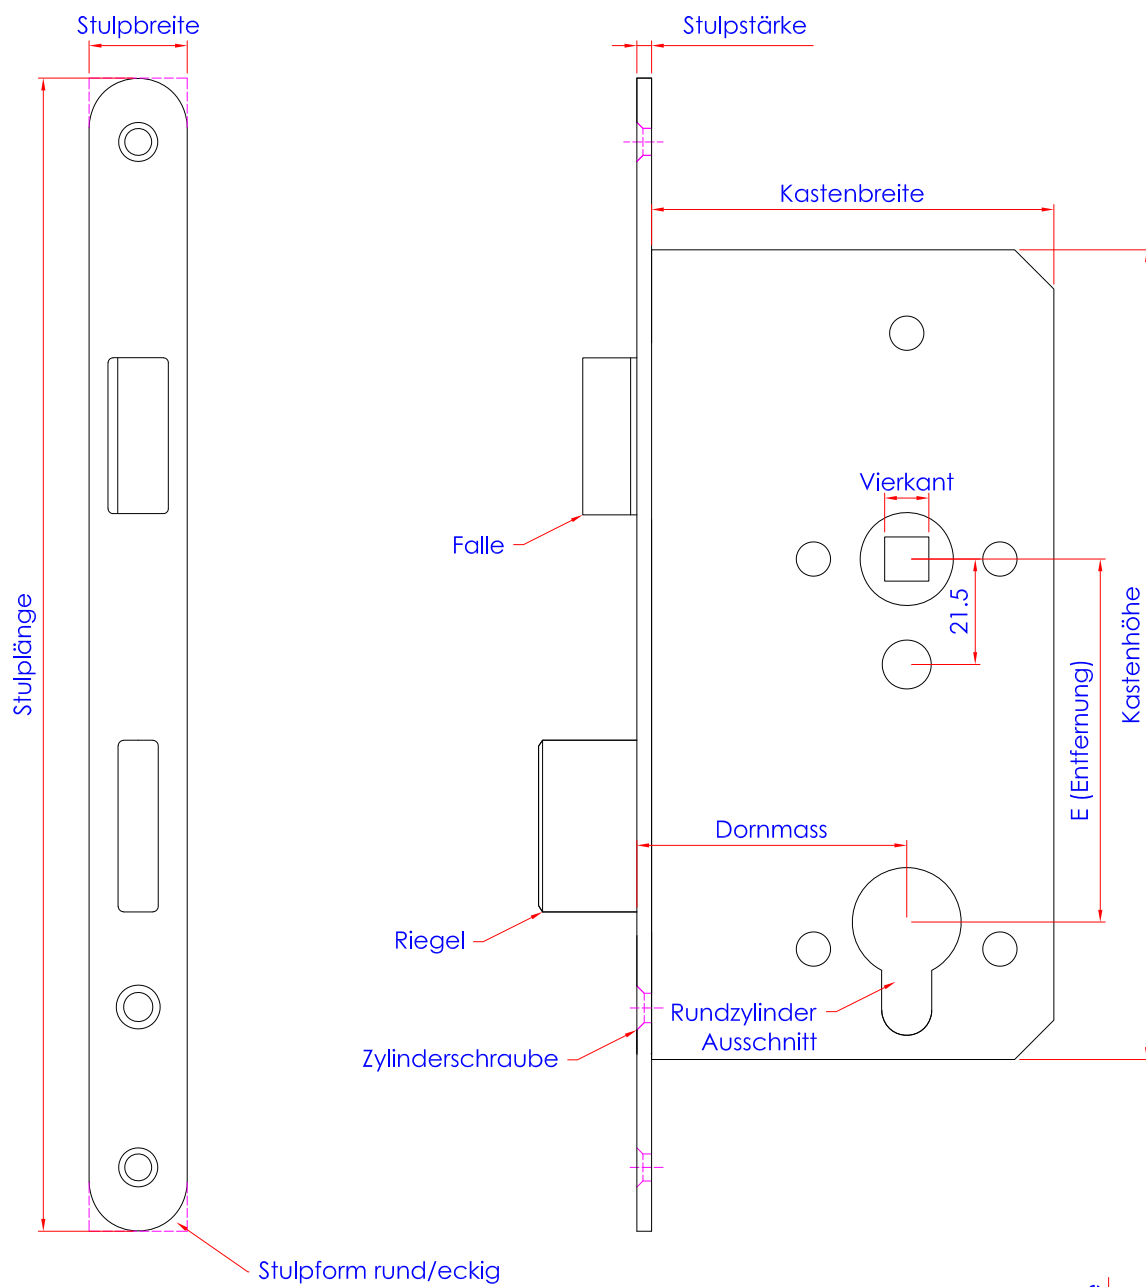 Stulpbreite
Stulpstärke
Kastenbreite
Vierkant
Falle
21.5
Stulplänge
Kastenhöhe
E (Entfernung)
Dornmass
Riegel
Rundzylinder
Ausschnitt
Zylinderschraube
Stulpform rund/eckig